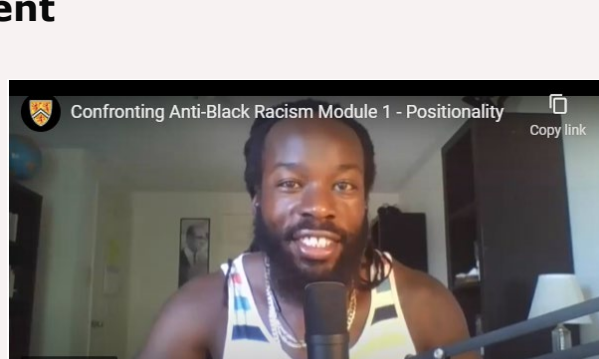 ent
Confronting Anti-Black Racism Module 1 - Positionality
Copy link